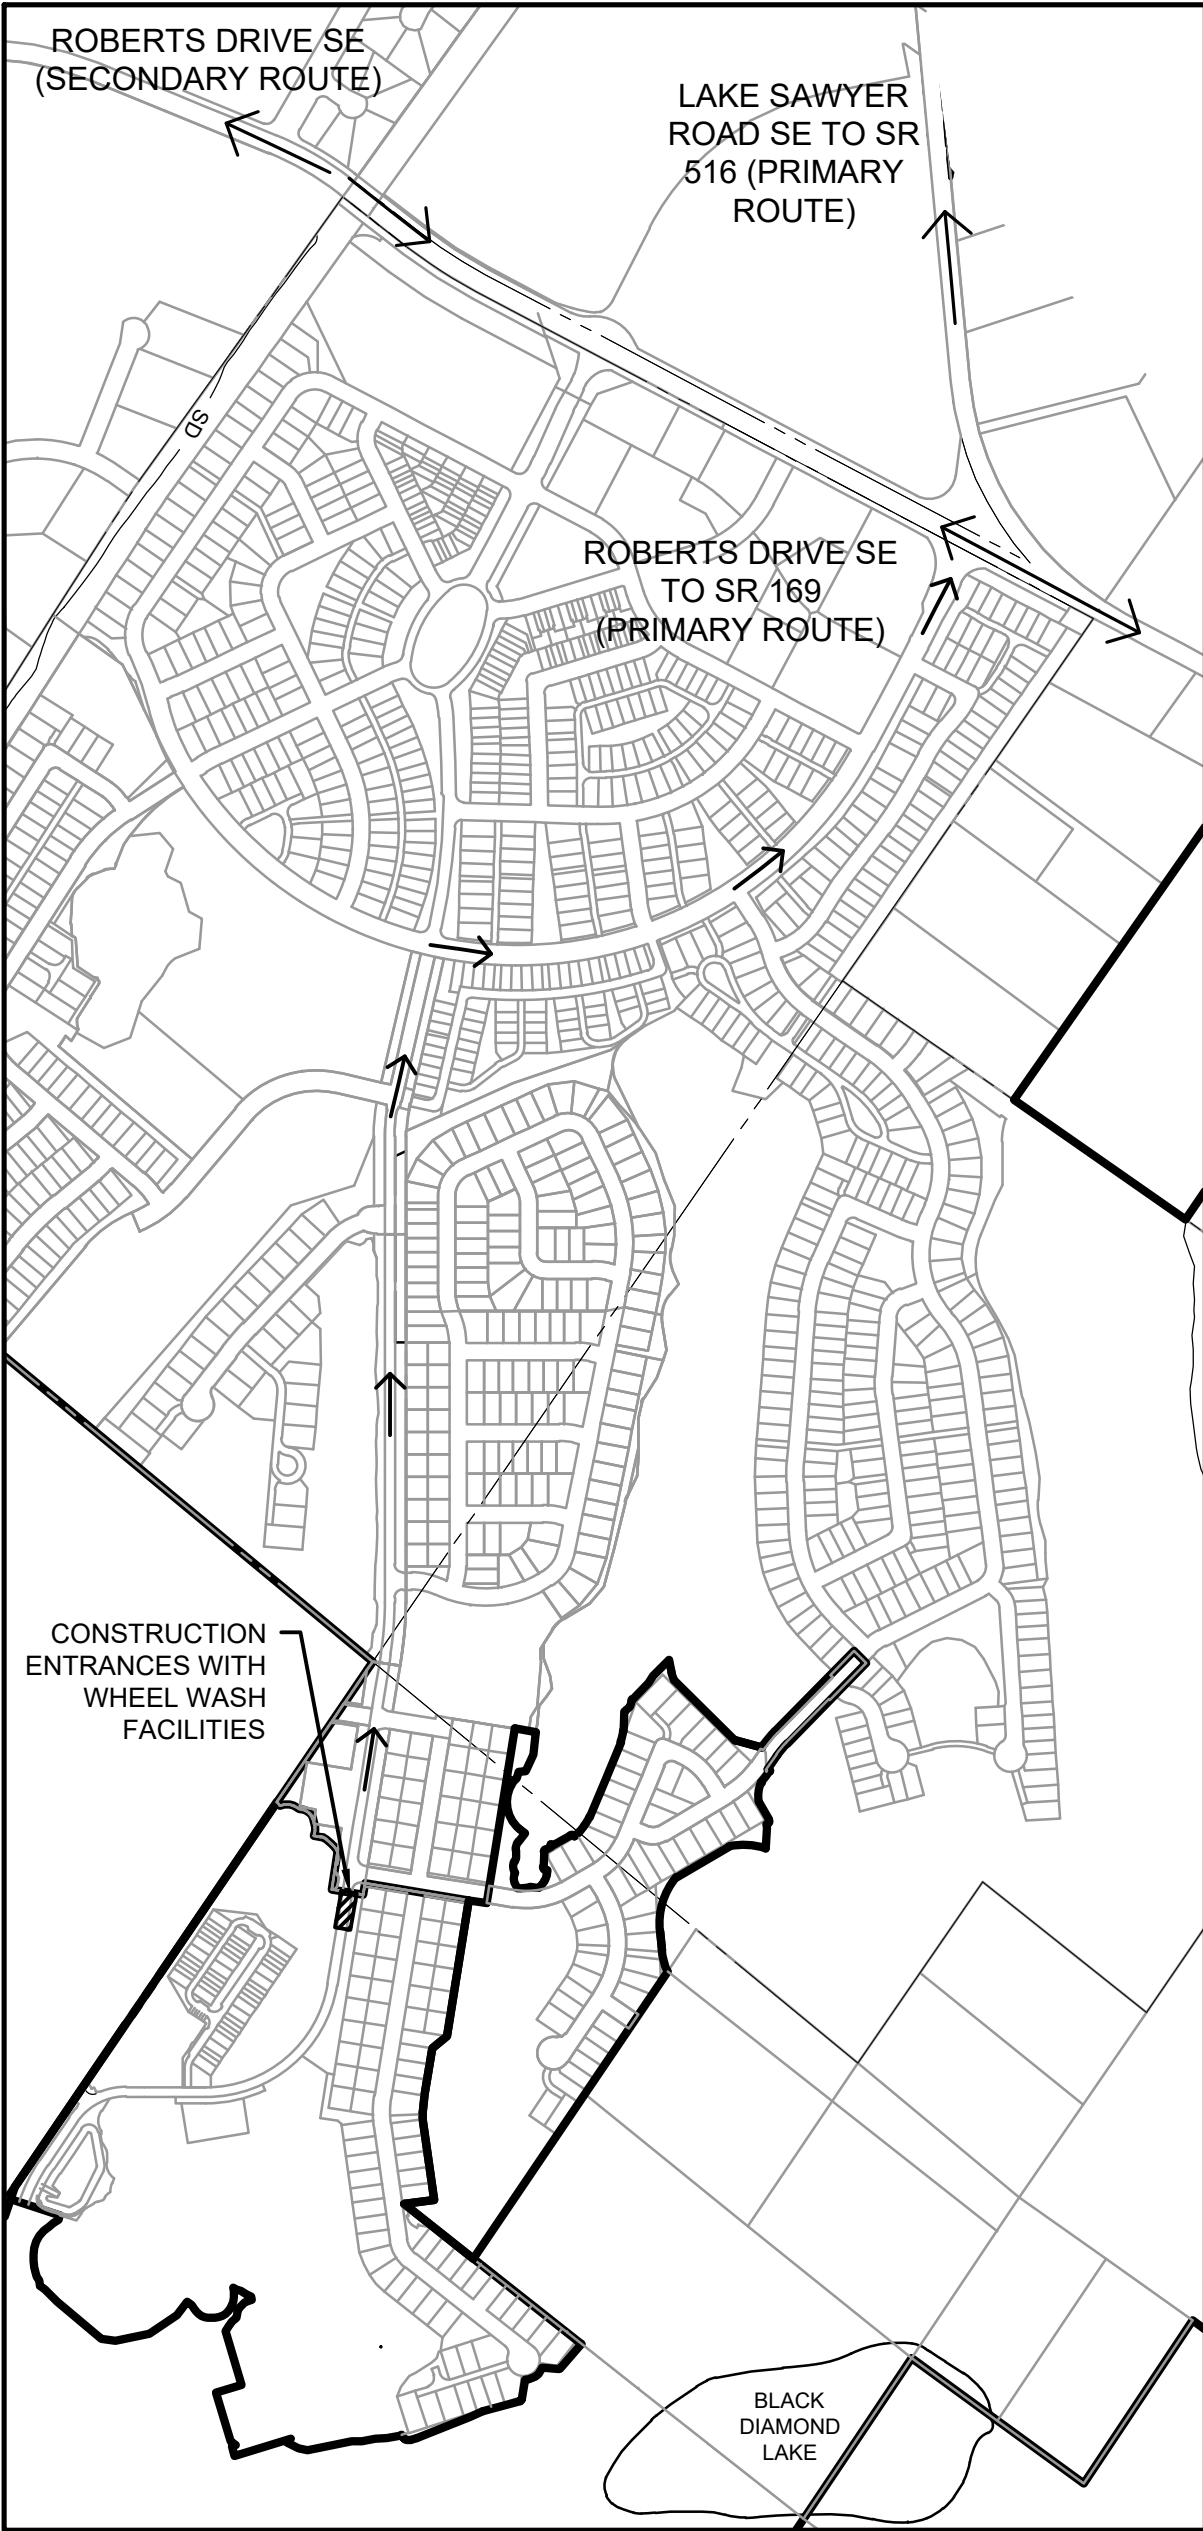 ROBERTS DRIVE SE
(SECONDARY ROUTE)
LAKE SAWYER
ROAD SE TO SR
516 (PRIMARY
ROUTE)
SD
ROBERTS DRIVE SE
TO SR 169
(PRIMARY ROUTE)
CONSTRUCTION
ENTRANCES WITH
WHEEL WASH
FACILITIES
BLACK
DIAMOND
LAKE